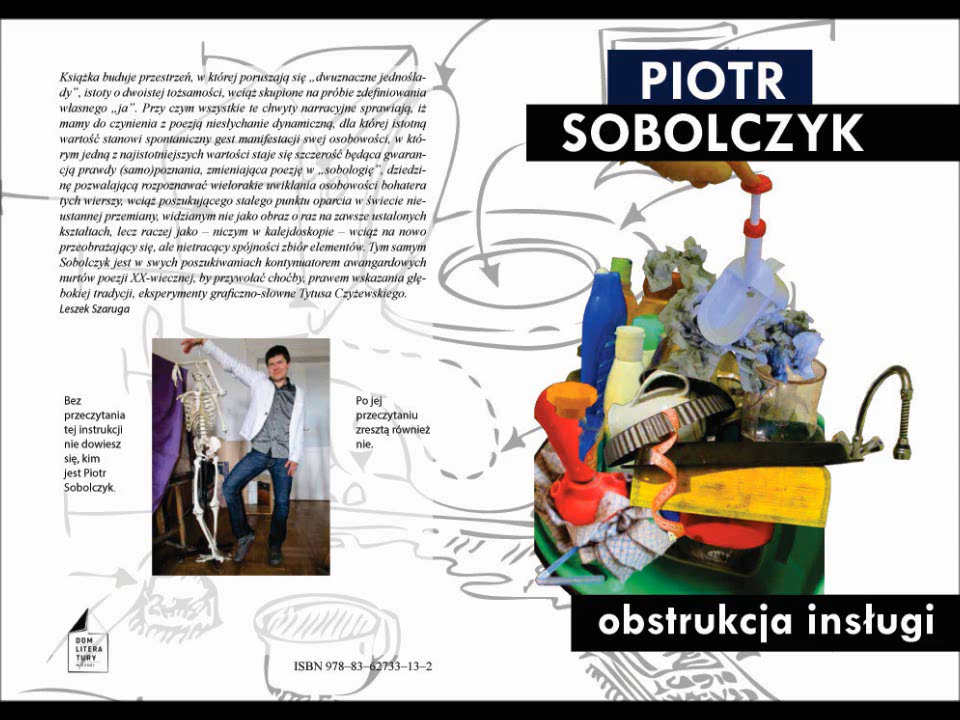 Książka buduje przestrzeń, w której poruszają się „dwuznaczne jednośla-
dy", istoty o dwoistej tożsamości, wciąż skupione na próbie zdefiniowania
własnego „ja". Przy czym wszystkie te chwyty narracyjne sprawiają, iż
mamy do czynienia z poezją niesłychanie dynamiczną, dla której istotną
wartość stanowi spontaniczny gest manifestacji swej osobowości, w któ-
rym jedną z najistotniejszych wartości staje się szczerość będąca gwaran-
cją prawdy (samo)poznania, zmieniająca poezję w „sobologię", dziedzi-
nę pozwalającą rozpoznawać wielorakie uwikłania osobowości bohatera
tych wierszy, wciąż poszukującego stałego punktu oparcia w świecie nie-
ustannej przemiany, widzianym nie jako obraz o raz na zawsze ustalonych
kształtach, lecz raczej jako – niczym w kalejdoskopie – wciąż na nowo
przeobrażający się, ale nietracący spójności zbiór elementów. Tym samym
Sobolczyk jest w swych poszukiwaniach kontynuatorem awangardowych
nurtów poezji XX-wiecznej, by przywołać choćby, prawem wskazania głę-
bokiej tradycji, eksperymenty graficzno-słowne Tytusa Czyżewskiego.
Leszek Szaruga
Bez
przeczytania
tej instrukcji
nie dowiesz
się, kim
jest Piotr
Sobolczyk.
Po jej
przeczytaniu
zresztą również
nie.
DOM
LITERA
TURY
ISBN 978–83–62733–13–2
PIOTR
SOBOLCZYK
obstrukcja insługi